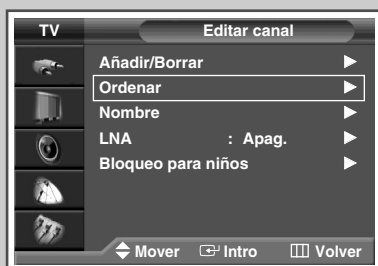 TV
Editar canal
Añadir/Borrar
Ordenar
Nombre
LNA : Apag.
Bloqueo para niños
Mover Intro Volver